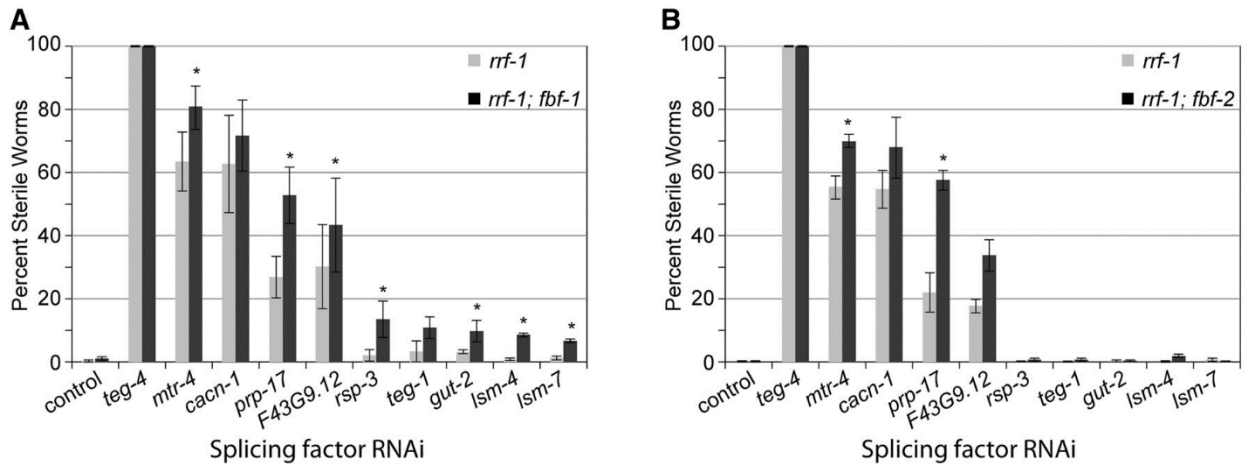 A
Percent Sterile Worms
100
80
60
40
20
0
rrf-1
rrf-1; fbf-1
*
*
*
*
*
*
*
control
teg-4
mtr-4
cacn-1
prp-17
F43G9.12
rsp-3
teg-1
gut-2
lsm-4
lsm-7
Splicing factor RNAi
B
Percent Sterile Worms
100
80
60
40
20
0
rrf-1
rrf-1; fbf-2
*
*
control
teg-4
mtr-4
cacn-1
prp-17
F43G9.12
rsp-3
teg-1
gut-2
lsm-4
lsm-7
Splicing factor RNAi